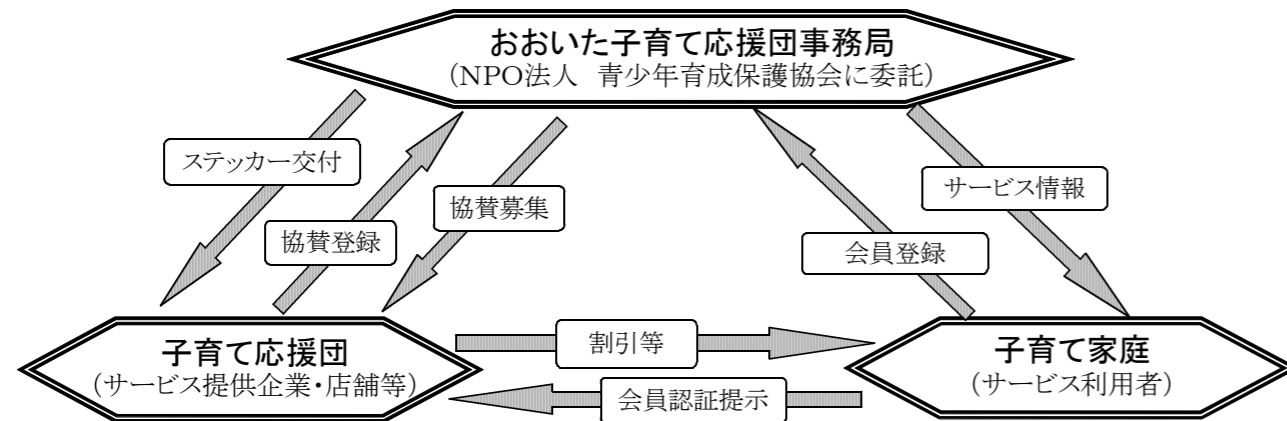 おおいた子育て応援団事務局
(NPO法人　青少年育成保護協会に委託)
ステッカー交付
協賛登録
協賛募集
サービス情報
会員登録
子育て応援団
(サービス提供企業・店舗等)
割引等
会員認証提示
子育て家庭
(サービス利用者)